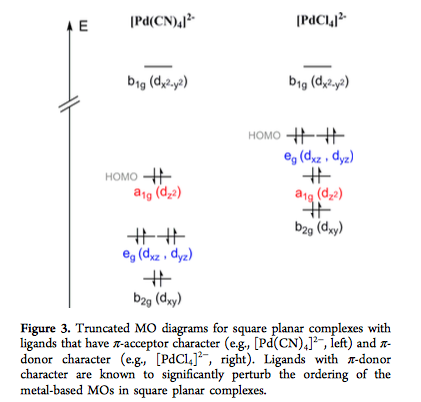 E
[Pd(CN)₄]²⁻ [PdCl₄]²⁻
b₁g (dx²-y²) b₁g (dx²-y²)
HOMO
eg (dxz , dyz)
HOMO
a₁g (dz²) a₁g (dz²)
b₂g (dxy)
eg (dxz , dyz)
b₂g (dxy)
Figure 3. Truncated MO diagrams for square planar complexes with
ligands that have π-acceptor character (e.g., [Pd(CN)₄]²⁻, left) and π-
donor character (e.g., [PdCl₄]²⁻, right). Ligands with π-donor
character are known to significantly perturb the ordering of the
metal-based MOs in square planar complexes.